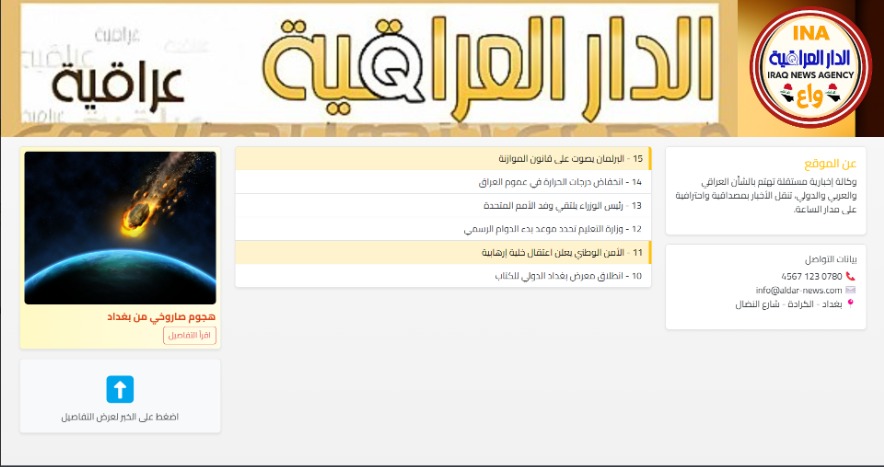 عراقية
عراقية
عراقية
الدار العراقية
INA
الدار العراقية
IRAQ NEWS AGENCY
واع
عن الموقع
وكالة إخبارية مستقلة تهتم بالشأن العراقي
والعربي والدولي، تنقل الأخبار بمصداقية واحترافية
على مدار الساعة.
بيانات التواصل
0780 123 4567
info@aldar-news.com
بغداد - الكرادة - شارع النضال
15 - البرلمان يصوت على قانون الموازنة
14 - انخفاض درجات الحرارة في عموم العراق
13 - رئيس الوزراء يلتقي وفد الأمم المتحدة
12 - وزارة التعليم تحدد موعد بدء الدوام الرسمي
11 - الأمن الوطني يعلن اعتقال خلية إرهابية
10 - انطلاق معرض بغداد الدولي للكتاب
هجوم صاروخي من بغداد
اقرأ التفاصيل
اضغط على الخبر لعرض التفاصيل